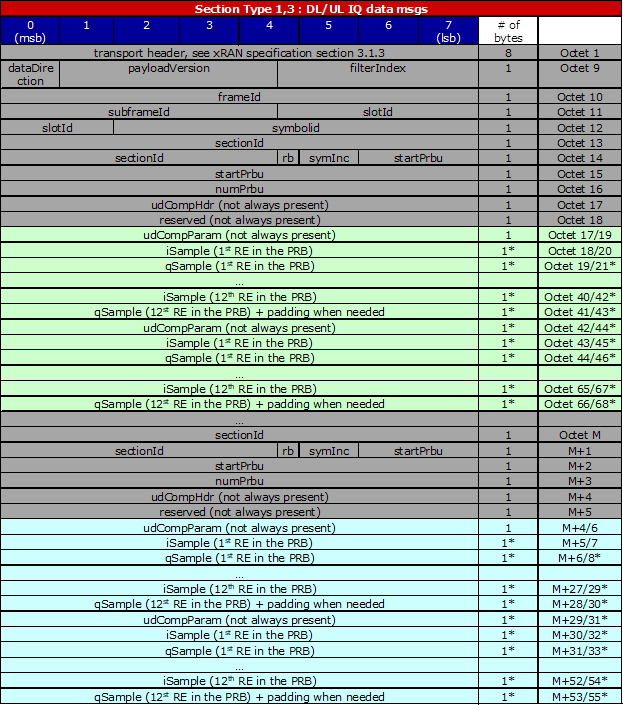 Section Type 1,3 : DL/UL IQ data msgs
0 (msb) 1 2 3 4 5 6 7 (lsb) # of bytes
transport header, see xRAN specification section 3.1.3 8 Octet 1
dataDirection payloadVersion filterIndex 1 Octet 9
frameId 1 Octet 10
subframeId slotId 1 Octet 11
slotId symbolid 1 Octet 12
sectionId 1 Octet 13
sectionId rb symInc startPrbu 1 Octet 14
startPrbu 1 Octet 15
numPrbu 1 Octet 16
udCompHdr (not always present) 1 Octet 17
reserved (not always present) 1 Octet 18
udCompParam (not always present) 1 Octet 17/19
iSample (1st RE in the PRB) 1* Octet 18/20
qSample (1st RE in the PRB) 1* Octet 19/21*
...
iSample (12th RE in the PRB) 1* Octet 40/42*
qSample (12st RE in the PRB) + padding when needed 1* Octet 41/43*
udCompParam (not always present) 1 Octet 42/44*
iSample (1st RE in the PRB) 1* Octet 43/45*
qSample (1st RE in the PRB) 1* Octet 44/46*
...
iSample (12th RE in the PRB) 1* Octet 65/67*
qSample (12st RE in the PRB) + padding when needed 1* Octet 66/68*
...
sectionId 1 Octet M
sectionId rb symInc startPrbu 1 M+1
startPrbu 1 M+2
numPrbu 1 M+3
udCompHdr (not always present) 1 M+4
reserved (not always present) 1 M+5
udCompParam (not always present) 1 M+4/6
iSample (1st RE in the PRB) 1* M+5/7
qSample (1st RE in the PRB) 1* M+6/8*
...
iSample (12th RE in the PRB) 1* M+27/29*
qSample (12st RE in the PRB) + padding when needed 1* M+28/30*
udCompParam (not always present) 1 M+29/31*
iSample (1st RE in the PRB) 1* M+30/32*
qSample (1st RE in the PRB) 1* M+31/33*
...
iSample (12th RE in the PRB) 1* M+52/54*
qSample (12st RE in the PRB) + padding when needed 1* M+53/55*